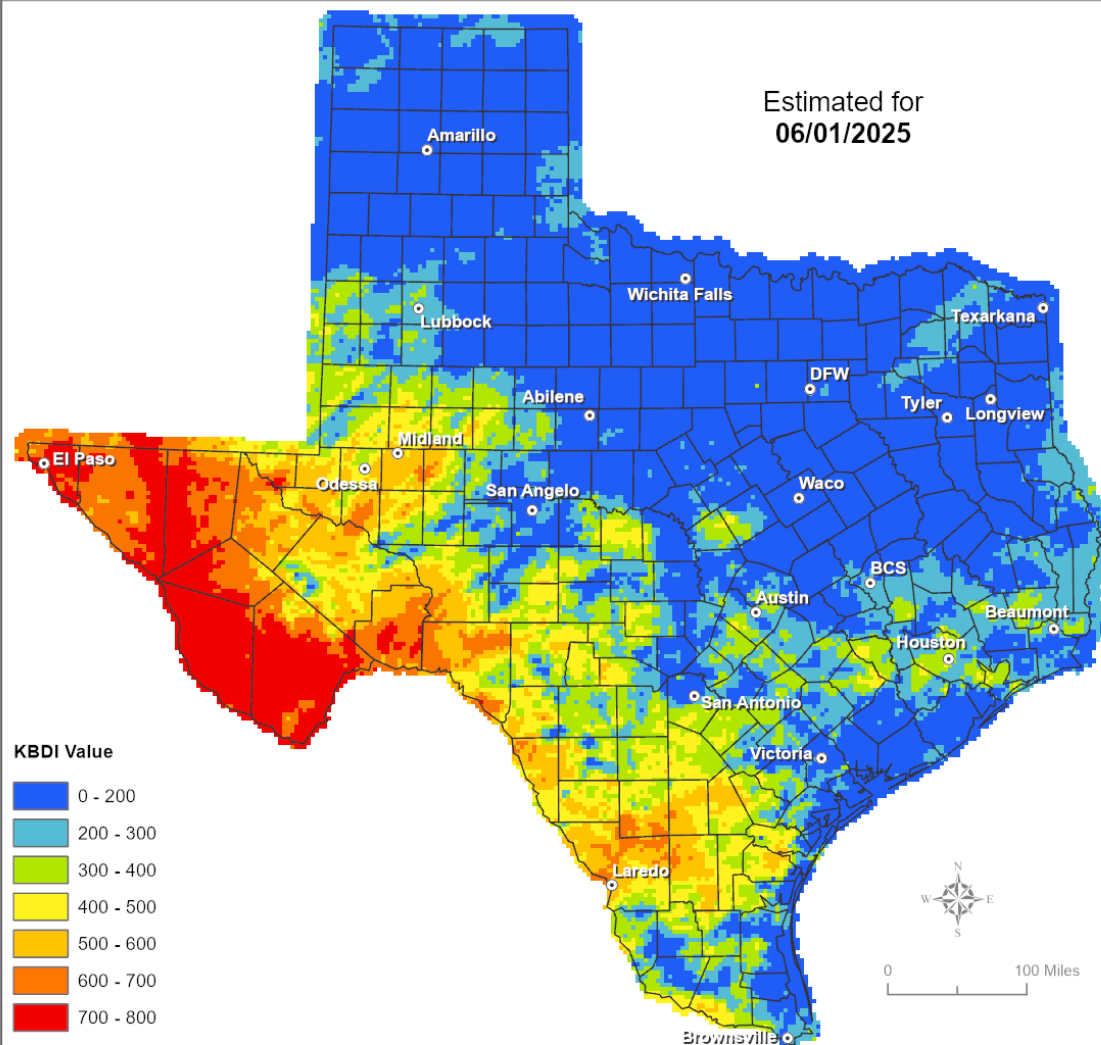 Estimated for
06/01/2025
Amarillo
Wichita Falls
Texarkana
Lubbock
DFW
Abilene
Tyler
Longview
Midland
El Paso
Odessa
San Angelo
Waco
BCS
Austin
Beaumont
Houston
San Antonio
Victoria
Laredo
Brownsville
KBDI Value
0 - 200
200 - 300
300 - 400
400 - 500
500 - 600
600 - 700
700 - 800
N
W E
S
0 100 Miles